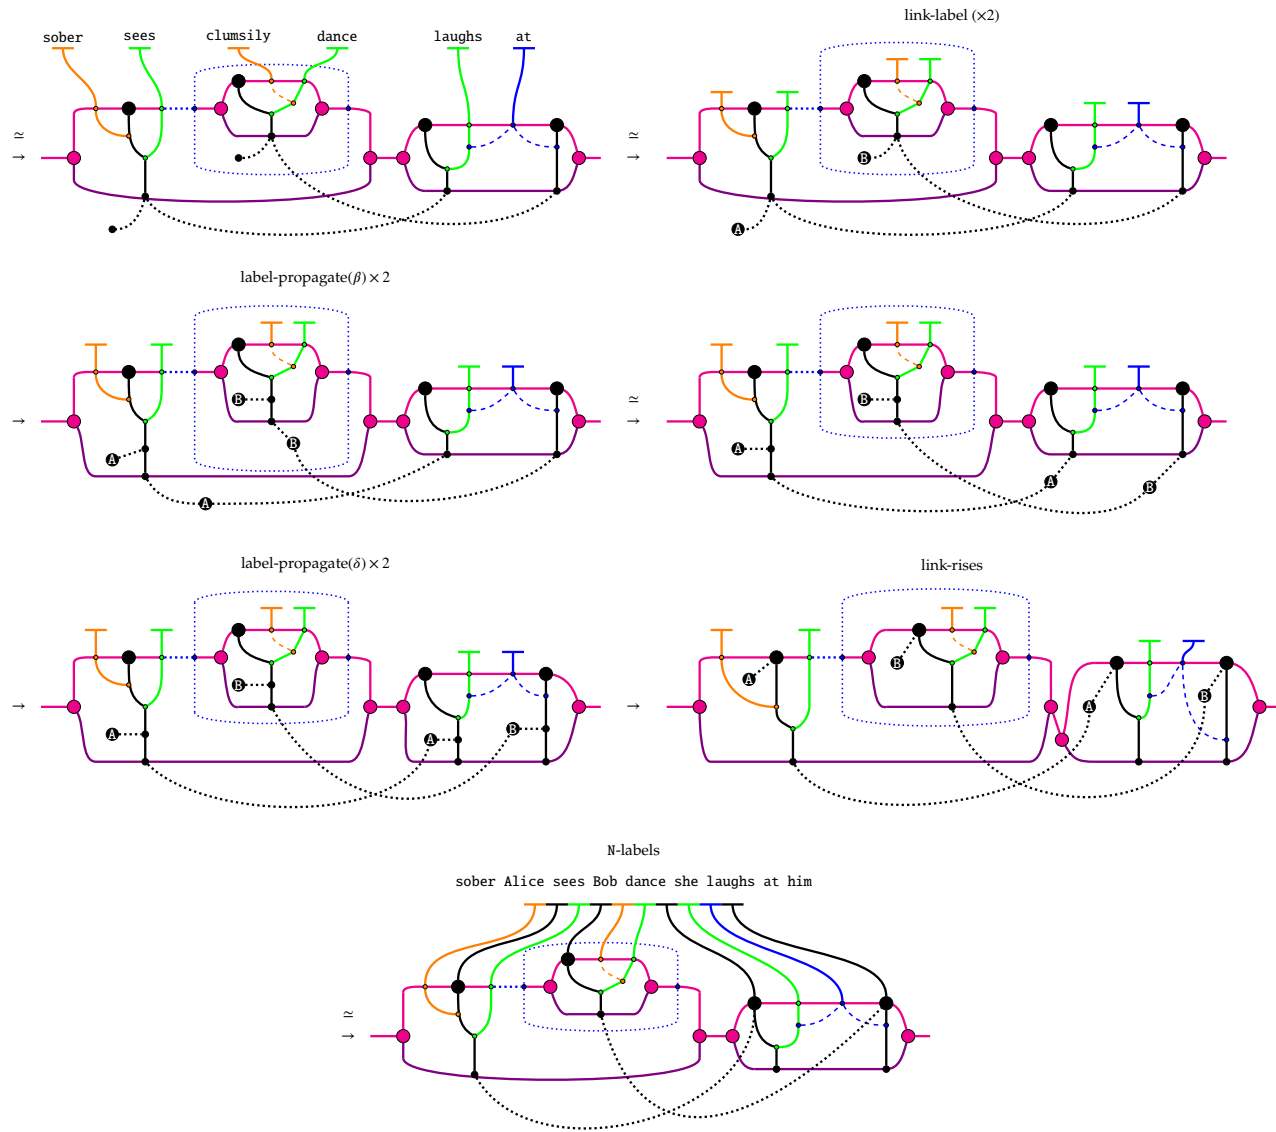 link-label (×2)
sober sees clumsily dance laughs at
≃
→
≃
→
B
A
label-propagate(β) × 2
→
B
A
B
A
≃
→
B
A
A
B
label-propagate(δ) × 2
link-rises
→
B
A
A
B
→
B
A
A
B
N-labels
sober Alice sees Bob dance she laughs at him
≃
→